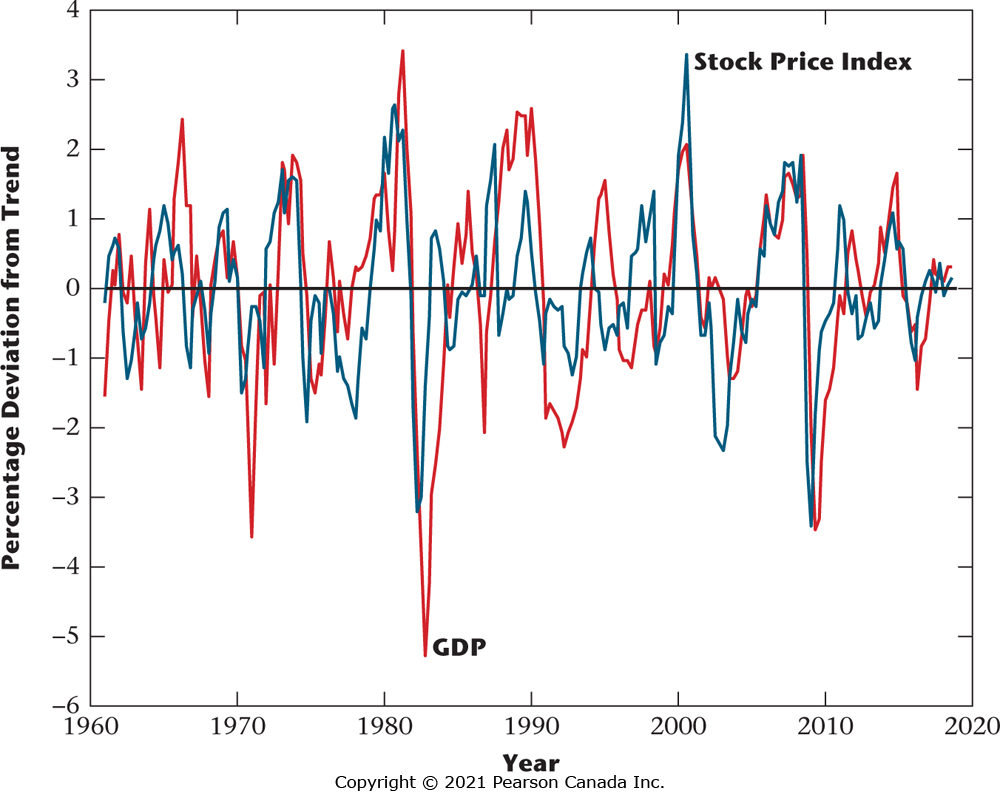 4
3
Stock Price Index
2
1
0
–1
–2
–3
–4
–5
GDP
–6
1960 1970 1980 1990 2000 2010 2020
Percentage Deviation from Trend
Year
Copyright © 2021 Pearson Canada Inc.